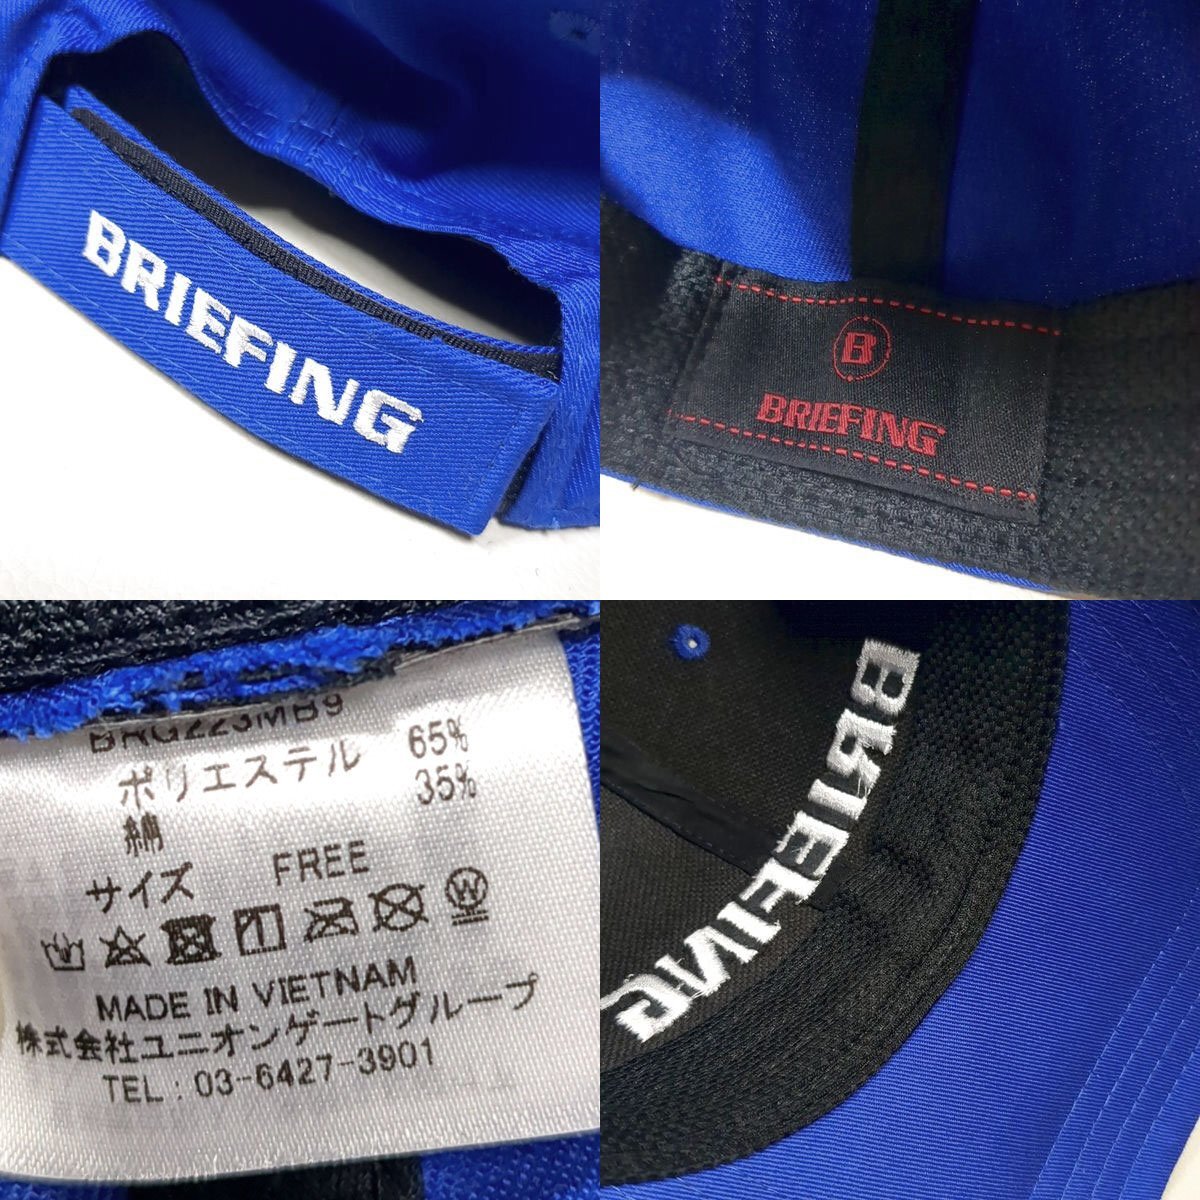 BRIEFING
B
BRIEFING
BRG223MB9
ポリエステル 65%
綿 35%
サイズ FREE
W
MADE IN VIETNAM
株式会社ユニオンゲートグループ
TEL : 03-6427-3901
BRIEFING